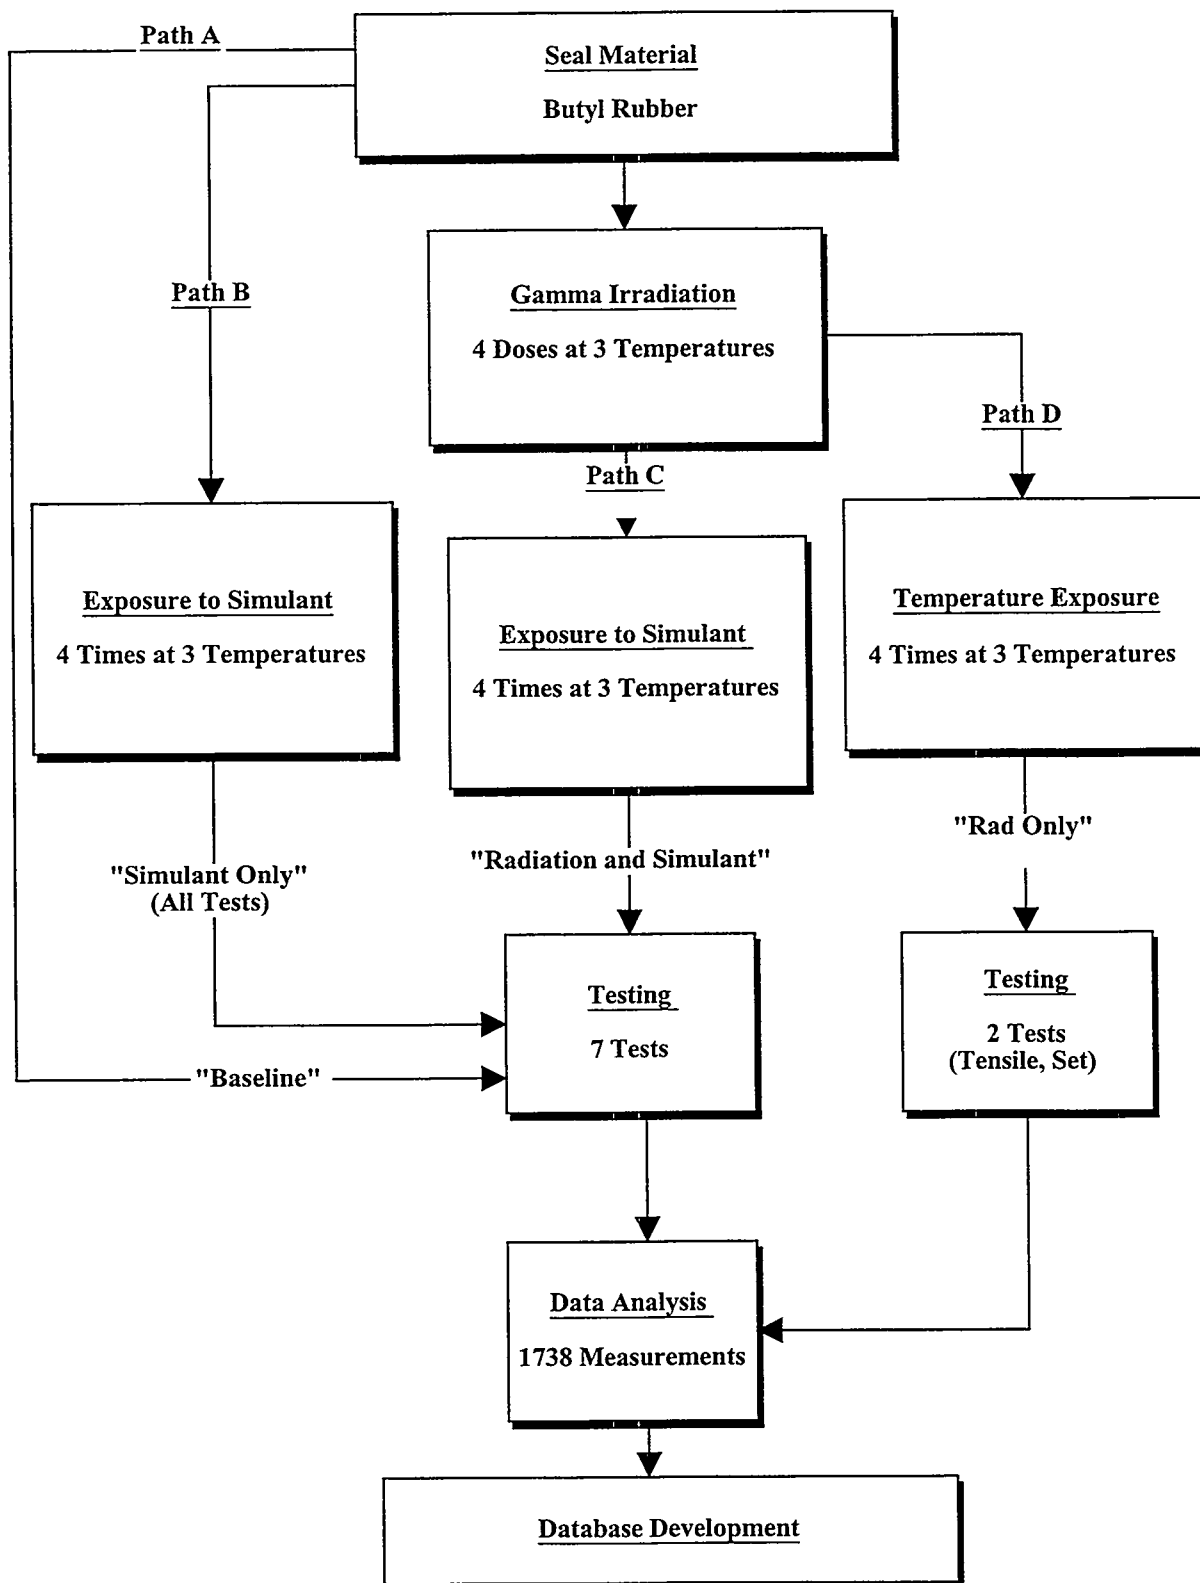 Path A
Seal Material
Butyl Rubber
Path B
Gamma Irradiation
4 Doses at 3 Temperatures
Path D
Path C
Exposure to Simulant
4 Times at 3 Temperatures
Exposure to Simulant
4 Times at 3 Temperatures
Temperature Exposure
4 Times at 3 Temperatures
"Simulant Only"
(All Tests)
"Radiation and Simulant"
"Rad Only"
Testing
7 Tests
Testing
2 Tests
(Tensile, Set)
"Baseline"
Data Analysis
1738 Measurements
Database Development